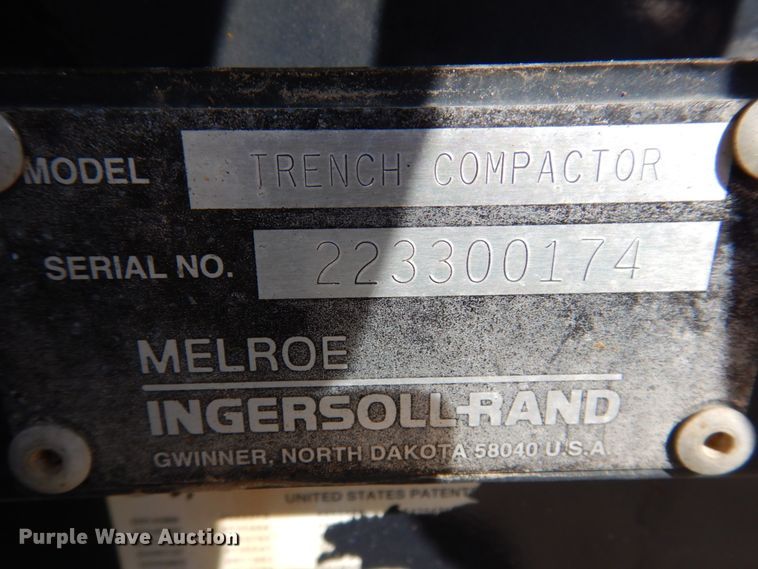 MODEL TRENCH COMPACTOR
SERIAL NO. 223300174
MELROE
INGERSOLL-RAND
GWINNER, NORTH DAKOTA 58040 U.S.A.
UNITED STATES PATENT
Purple Wave Auction